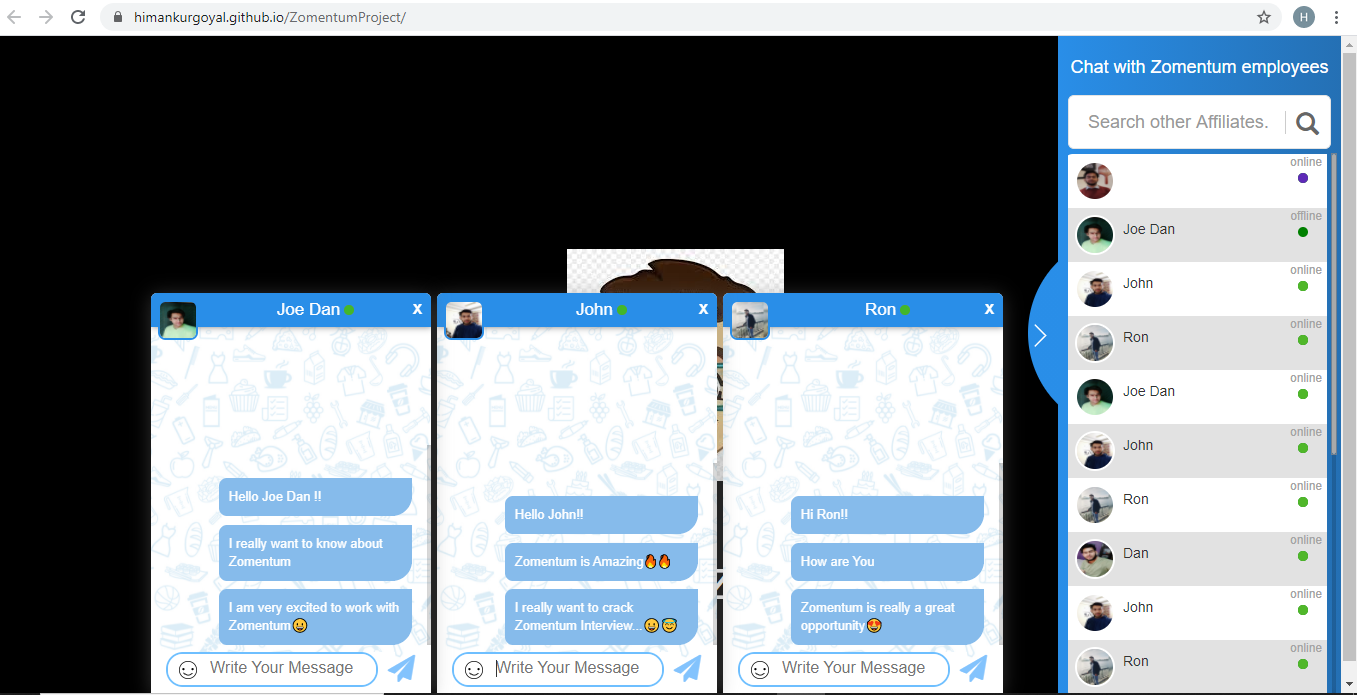 himankurgoyal.github.io/ZomentumProject/
H
Chat with Zomentum employees
Search other Affiliates.
online
offline
Joe Dan
online
John
online
Ron
online
Joe Dan
online
John
online
Ron
online
Dan
online
John
online
Ron
Joe Dan
x
Hello Joe Dan !!
I really want to know about
Zomentum
I am very excited to work with
Zomentum😀
Write Your Message
John
x
Hello John!!
Zomentum is Amazing🔥🔥
I really want to crack
Zomentum Interview...😀😇
Write Your Message
Ron
x
Hi Ron!!
How are You
Zomentum is really a great
opportunity😍
Write Your Message